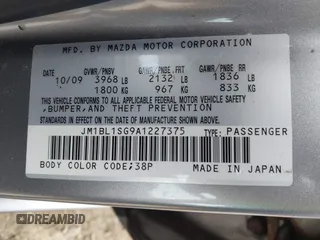 MFD. BY MAZDA MOTOR CORPORATION
GVWR/PNBV GAWR/PNBE FRT GAWR/PNBE RR
10/09 3968 LB 2132 LB 1836 LB
1800 KG 967 KG 833 KG
THIS VEHICLE CONFORMS TO ALL APPLICABLE
FEDERAL MOTOR VEHICLE SAFETY
,BUMPER,AND THEFT PREVENTION
STANDARDS IN EFFECT ON THE DATE OF
MANUFACTURE SHOWN ABOVE.
JM1BL1SG9A1227375 TYPE: PASSENGER
BODY COLOR CODE:38P MADE IN JAPAN
DREAMBID